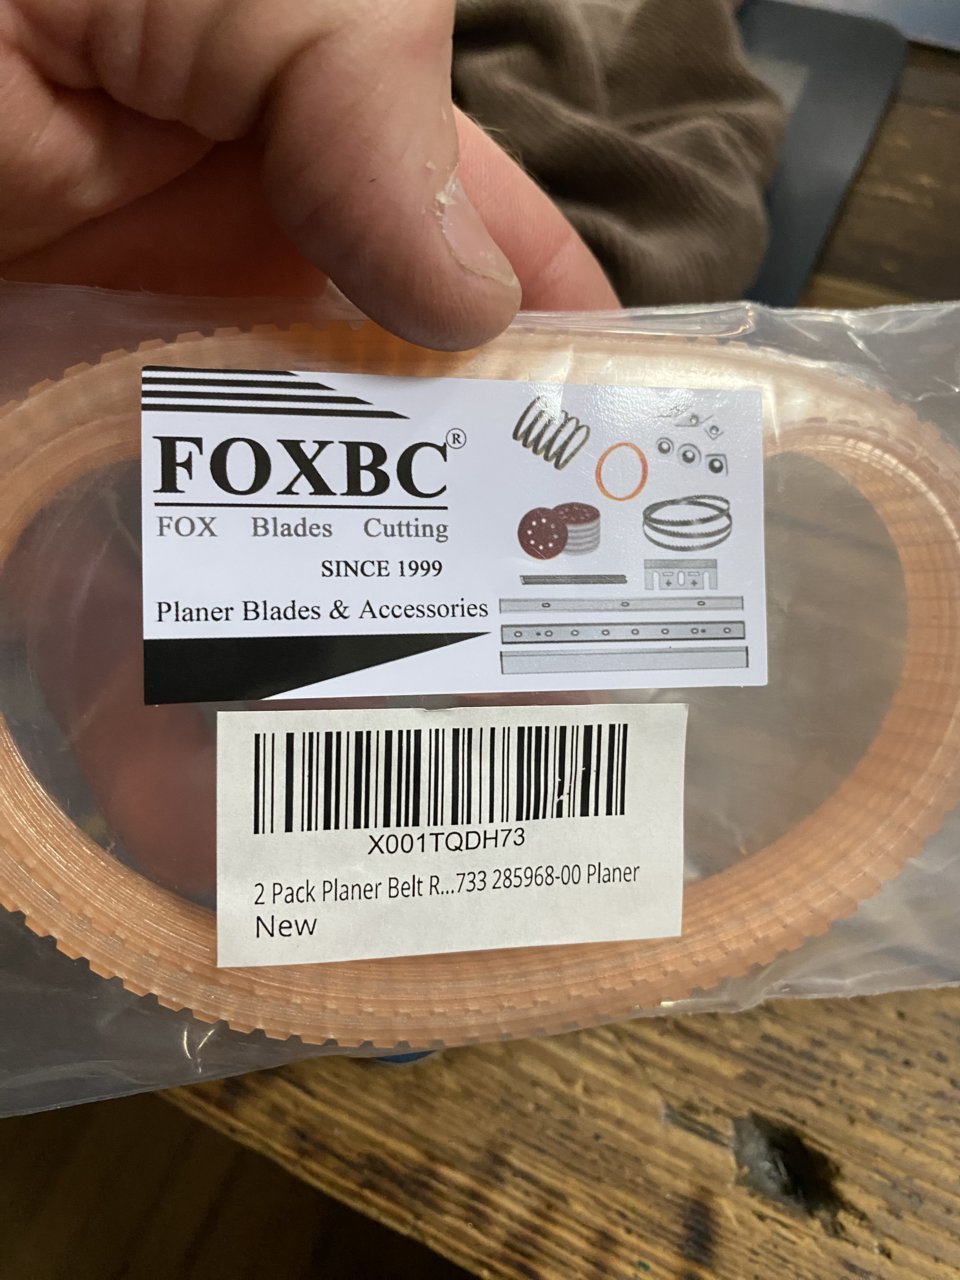 FOXBC®
FOX Blades Cutting
SINCE 1999
Planer Blades & Accessories
X001TQDH73
2 Pack Planer Belt R...733 285968-00 Planer
New